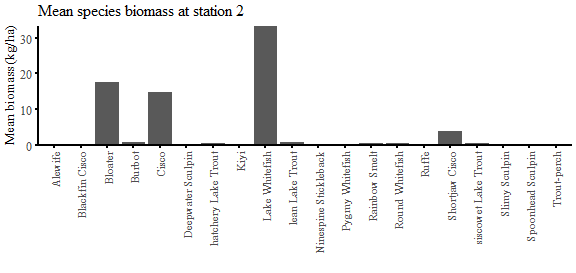 Mean species biomass at station 2
Mean biomass (kg/ha)
30
20
10
0
Alewife
Blackfin Cisco
Bloater
Burbot
Cisco
Deepwater Sculpin
hatchery Lake Trout
Kiyi
Lake Whitefish
lean Lake Trout
Ninespine Stickleback
Pygmy Whitefish
Rainbow Smelt
Round Whitefish
Ruffe
Shortjaw Cisco
siscowet Lake Trout
Slimy Sculpin
Spoonhead Sculpin
Trout-perch